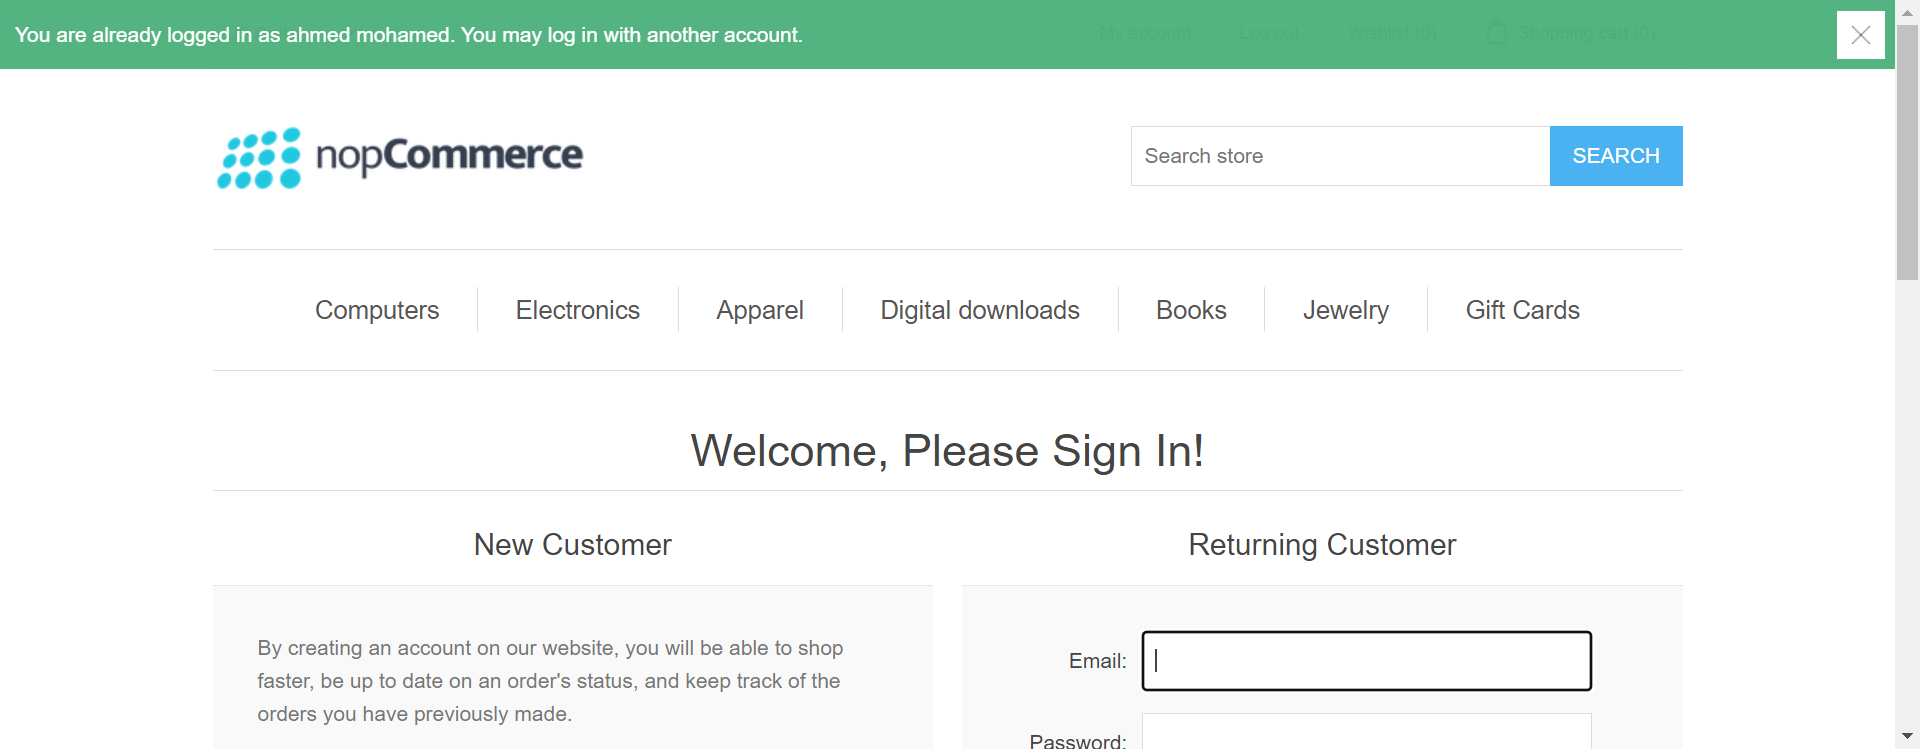 You are already logged in as ahmed mohamed. You may log in with another account.
My account Log out Wishlist (0) Shopping cart (0)
nopCommerce
Search store SEARCH
Computers Electronics Apparel Digital downloads Books Jewelry Gift Cards
Welcome, Please Sign In!
New Customer
By creating an account on our website, you will be able to shop
faster, be up to date on an order's status, and keep track of the
orders you have previously made.
Returning Customer
Email:
Password: